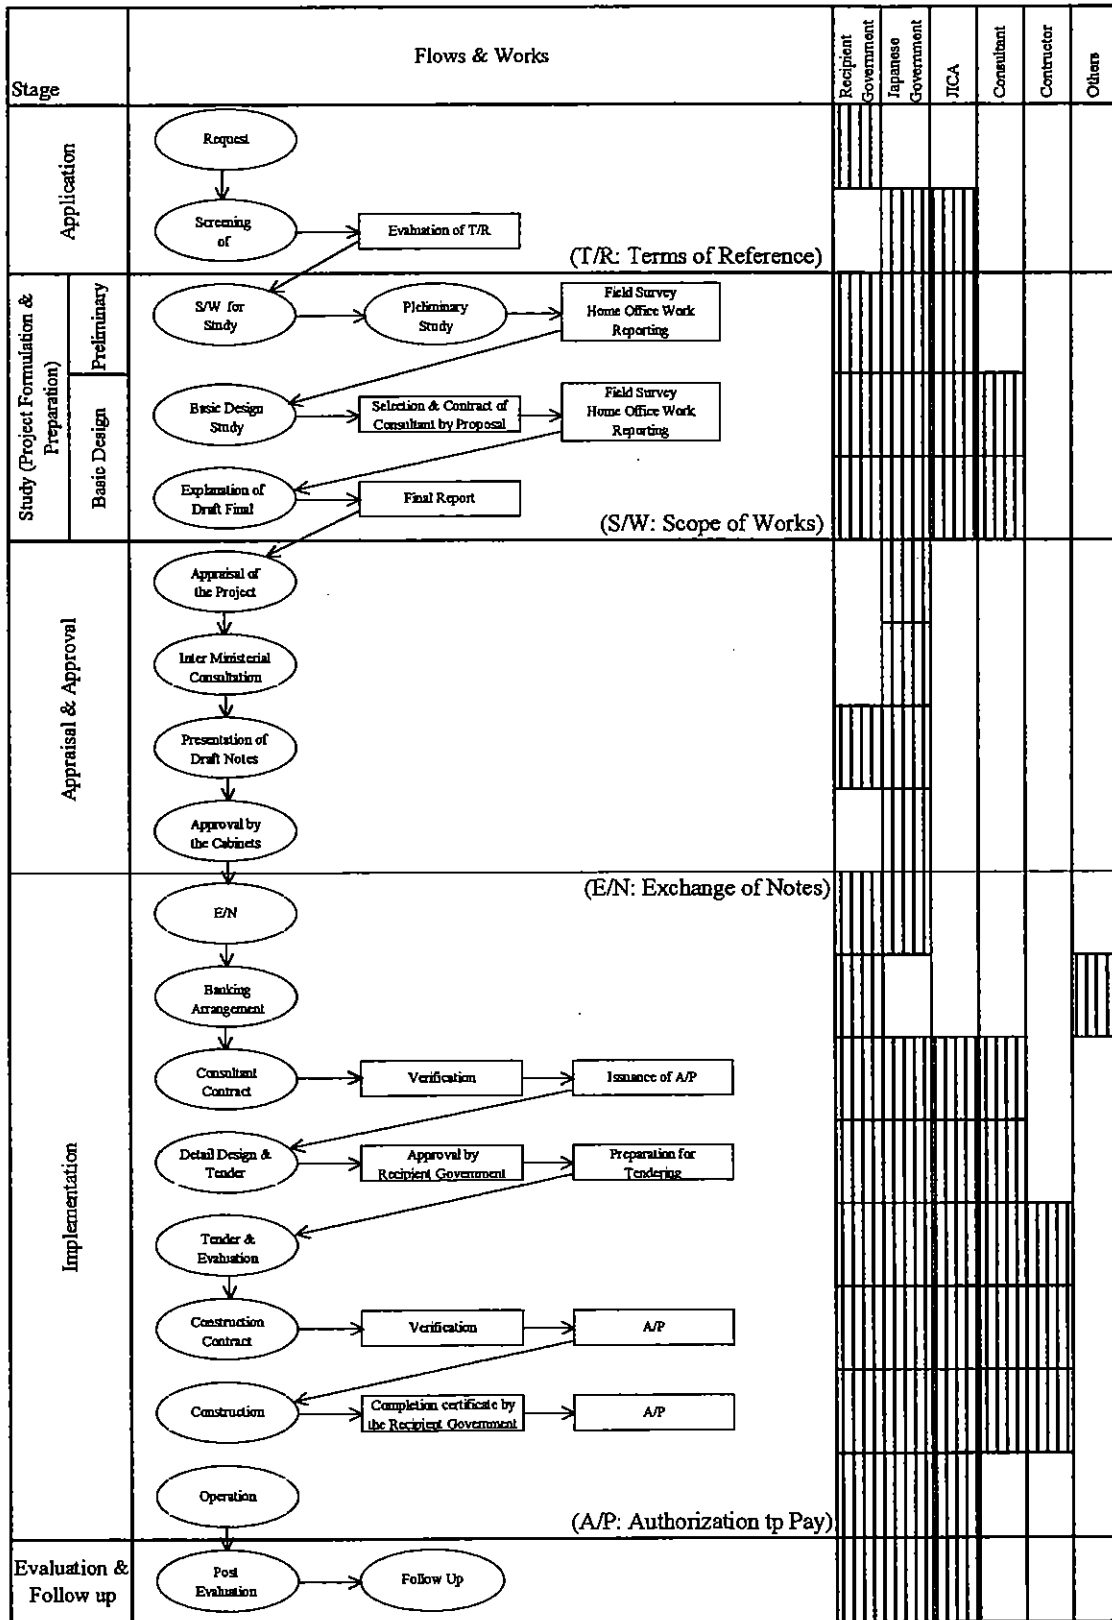 Stage
Flows & Works
Recipient
Government
Japanese
Government
JICA
Consultant
Contructor
Others
Application
Request
Screening
of
Evaluation of T/R
(T/R: Terms of Reference)
Study (Project Formulation &
Preparation)
Preliminary
S/W for
Study
Pleliminary
Study
Field Survey
Home Office Work
Reporting
Basic Design
Basic Design
Study
Selection & Contract of
Consultant by Proposal
Field Survey
Home Office Work
Reporting
Explanation of
Draft Final
Final Report
(S/W: Scope of Works)
Appraisal & Approval
Appraisal of
the Project
Inter Ministerial
Consultation
Presentation of
Draft Notes
Approval by
the Cabinets
Implementation
(E/N: Exchange of Notes)
E/N
Banking
Arrangement
Consultant
Contract
Verification
Issuance of A/P
Detail Design &
Tender
Approval by
Recipient Government
Preparation for
Tendering
Tender &
Evaluation
Construction
Contract
Verification
A/P
Construction
Completion certificate by
the Recipient Government
A/P
Operation
(A/P: Authorization tp Pay)
Evaluation &
Follow up
Post
Evaluation
Follow Up